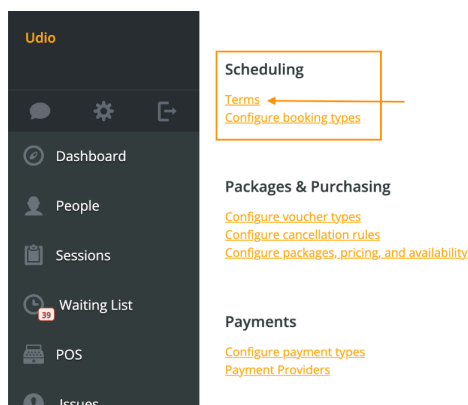 Udio
Dashboard
People
Sessions
Waiting List
39
POS
Issues
Scheduling
Terms
Configure booking types
Packages & Purchasing
Configure voucher types
Configure cancellation rules
Configure packages, pricing, and availability
Payments
Configure payment types
Payment Providers